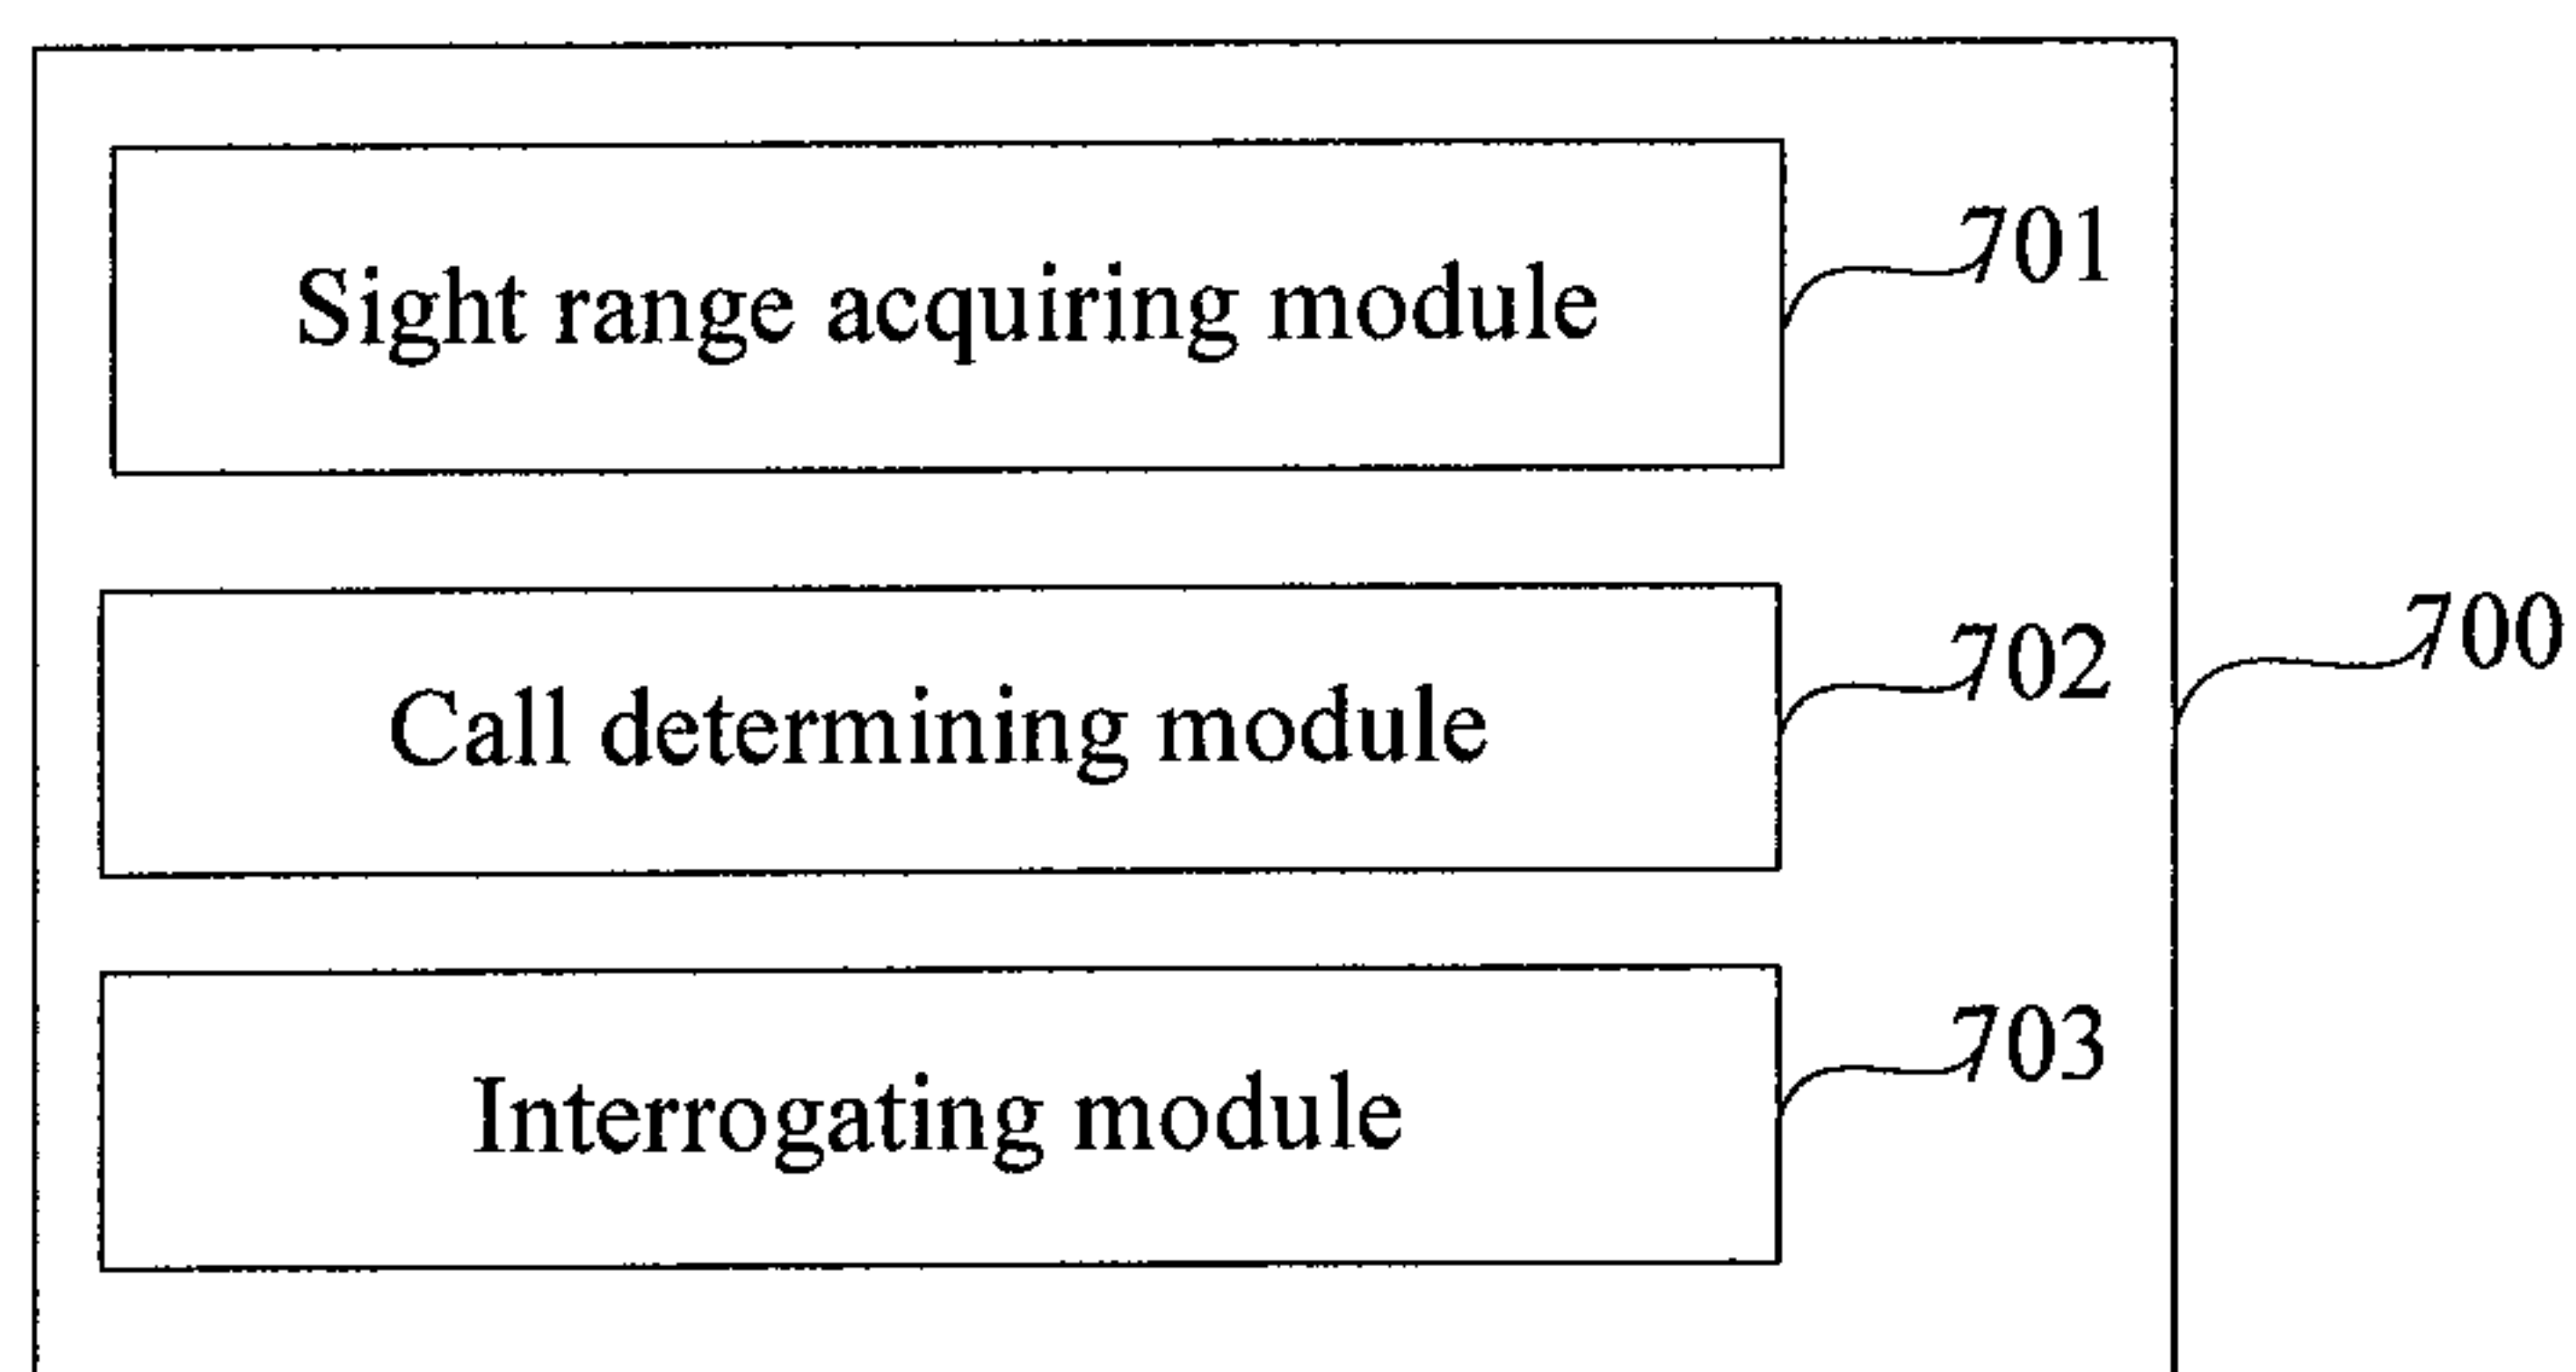 Sight range acquiring module
701
Call determining module
702
700
Interrogating module
703